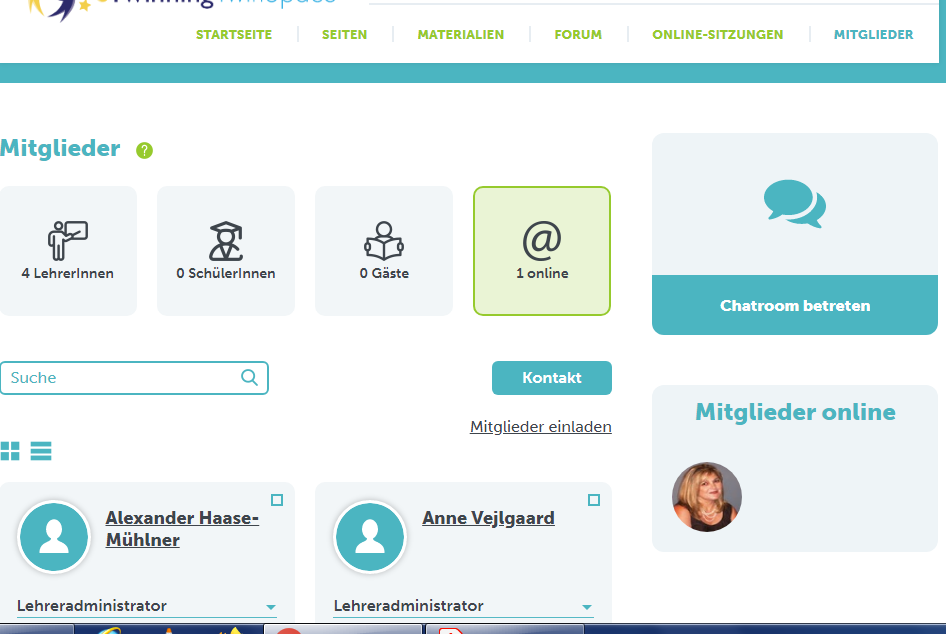 STARTSEITE
SEITEN
MATERIALIEN
FORUM
ONLINE-SITZUNGEN
MITGLIEDER
Mitglieder ?
4 LehrerInnen
0 SchülerInnen
0 Gäste
@
1 online
Chatroom betreten
Suche
Kontakt
Mitglieder einladen
Mitglieder online
Alexander Haase-
Mühlner
Lehreradministrator
Anne Vejlgaard
Lehreradministrator